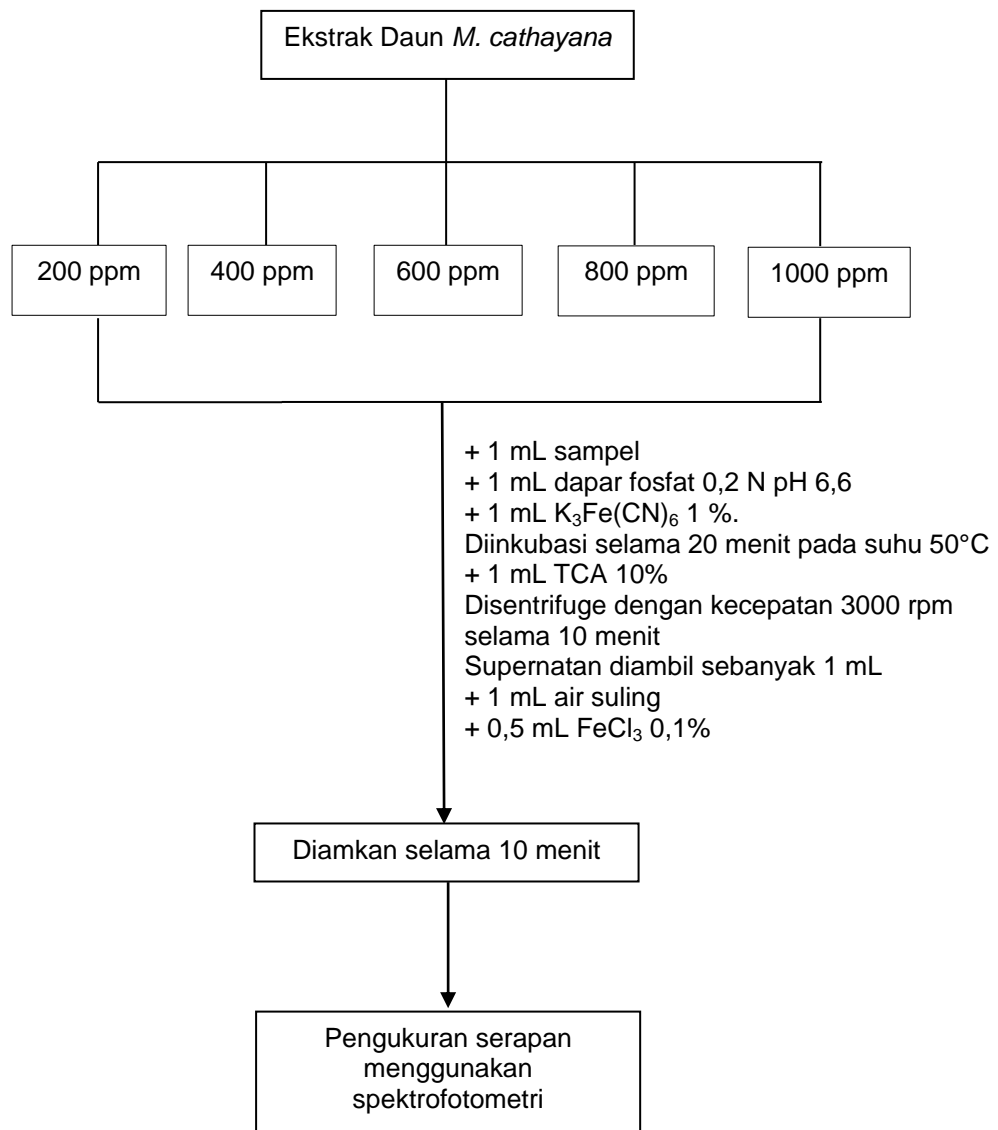 Ekstrak Daun M. cathayana
200 ppm
400 ppm
600 ppm
800 ppm
1000 ppm
+ 1 mL sampel
+ 1 mL dapar fosfat 0,2 N pH 6,6
+ 1 mL K₃Fe(CN)₆ 1 %.
Diinkubasi selama 20 menit pada suhu 50°C
+ 1 mL TCA 10%
Disentrifuge dengan kecepatan 3000 rpm
selama 10 menit
Supernatan diambil sebanyak 1 mL
+ 1 mL air suling
+ 0,5 mL FeCl₃ 0,1%
Diamkan selama 10 menit
Pengukuran serapan
menggunakan
spektrofotometri